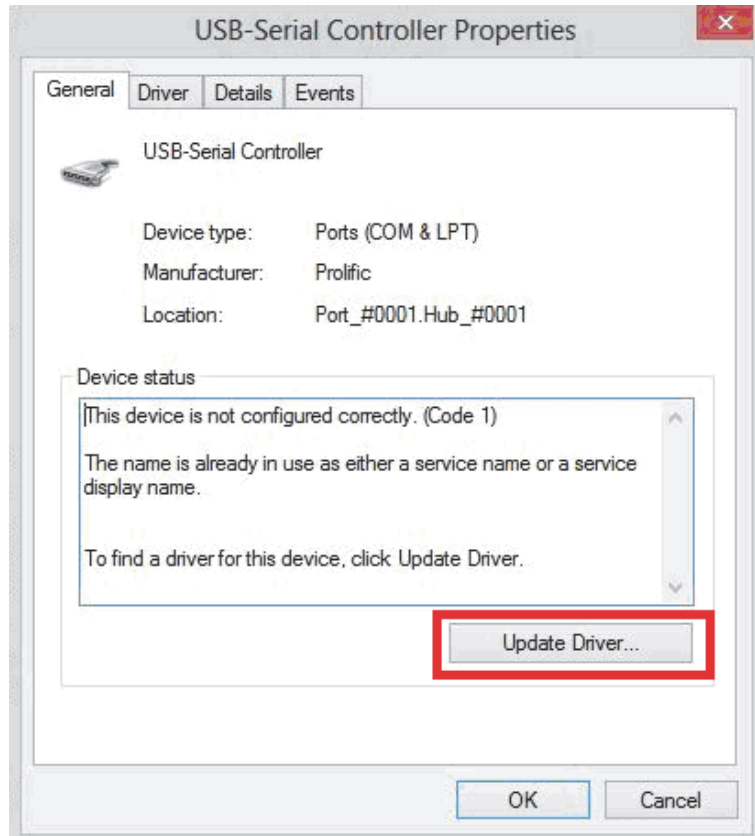 USB-Serial Controller Properties
General Driver Details Events
USB-Serial Controller
Device type: Ports (COM & LPT)
Manufacturer: Prolific
Location: Port_#0001.Hub_#0001
Device status
This device is not configured correctly. (Code 1)
The name is already in use as either a service name or a service
display name.
To find a driver for this device, click Update Driver.
Update Driver...
OK Cancel